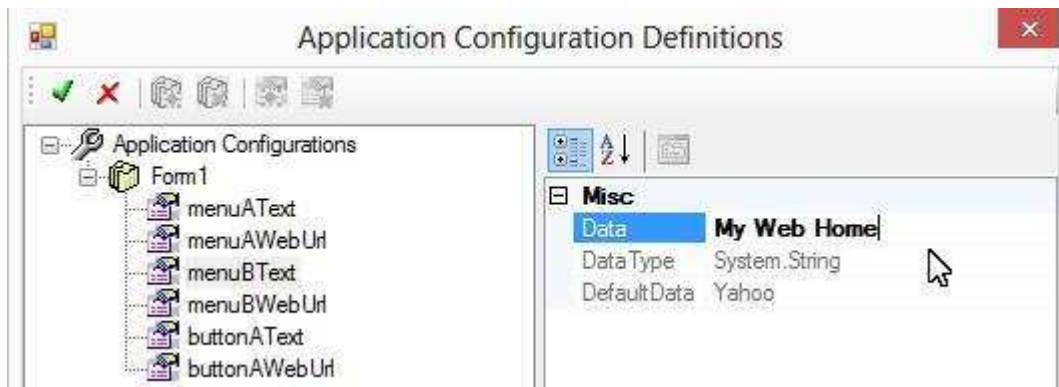 Application Configuration Definitions
Application Configurations
Form1
menuAText
menuAWebUrl
menuBText
menuBWebUrl
buttonAText
buttonAWebUrl
A
Z
Misc
Data My Web Home
DataType System.String
DefaultData Yahoo